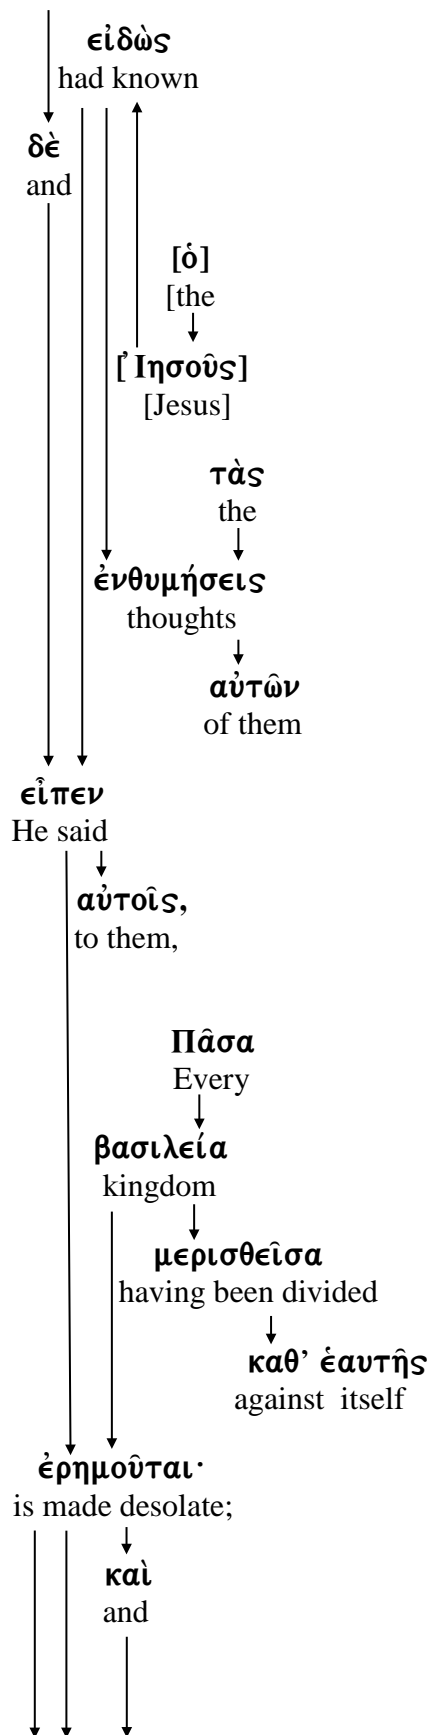 εἰδὼς
had known
δὲ
and
[ὁ]
[the
[Ἰησοῦς]
[Jesus]
τὰς
the
ἐνθυμήσεις
thoughts
αὐτῶν
of them
εἶπεν
He said
αὐτοῖς,
to them,
Πᾶσα
Every
βασιλεία
kingdom
μερισθεῖσα
having been divided
καθ’ ἑαυτῆς
against itself
ἐρημοῦται·
is made desolate;
καὶ
and